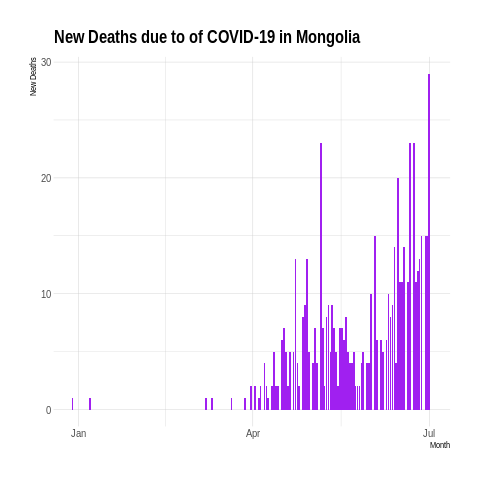 New Deaths due to of COVID-19 in Mongolia
New Deaths
30
20
10
0
Jan
Apr
Jul
Month